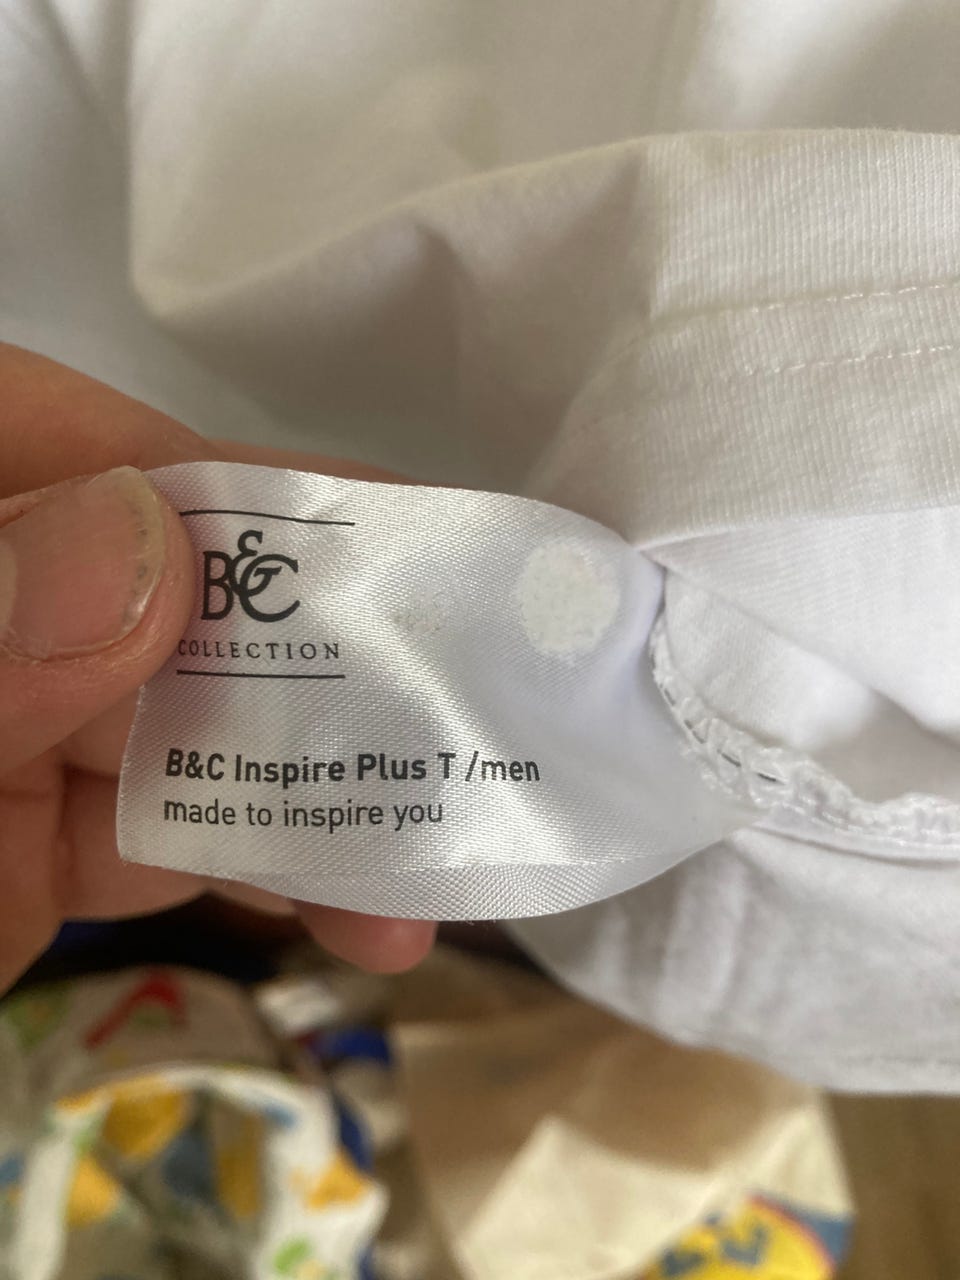 B&C
COLLECTION
B&C Inspire Plus T /men
made to inspire you